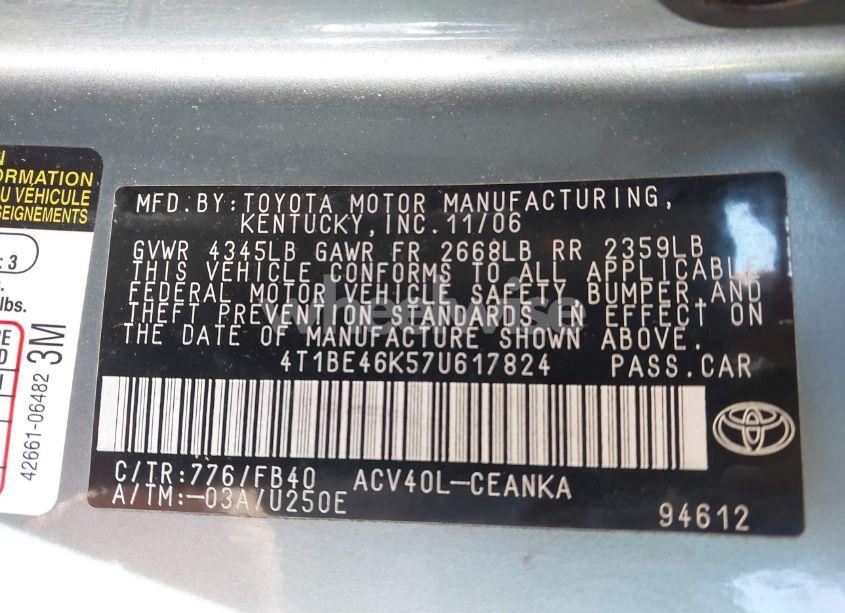 ORMATION
U VÉHICULE
SEIGNEMENTS
: 3
lbs.
42661-06482 3M
MFD.BY:TOYOTA MOTOR MANUFACTURING,
KENTUCKY,INC.11/06
GVWR 4345LB GAWR FR 2668LB RR 2359LB
THIS VEHICLE CONFORMS TO ALL APPLICABLE
FEDERAL MOTOR VEHICLE SAFETY,BUMPER,AND
THEFT PREVENTION STANDARDS IN EFFECT ON
THE DATE OF MANUFACTURE SHOWN ABOVE.
4T1BE46K57U617824 PASS.CAR
C/TR:776/FB40 ACV40L-CEANKA
A/TM:-03A/U250E
94612